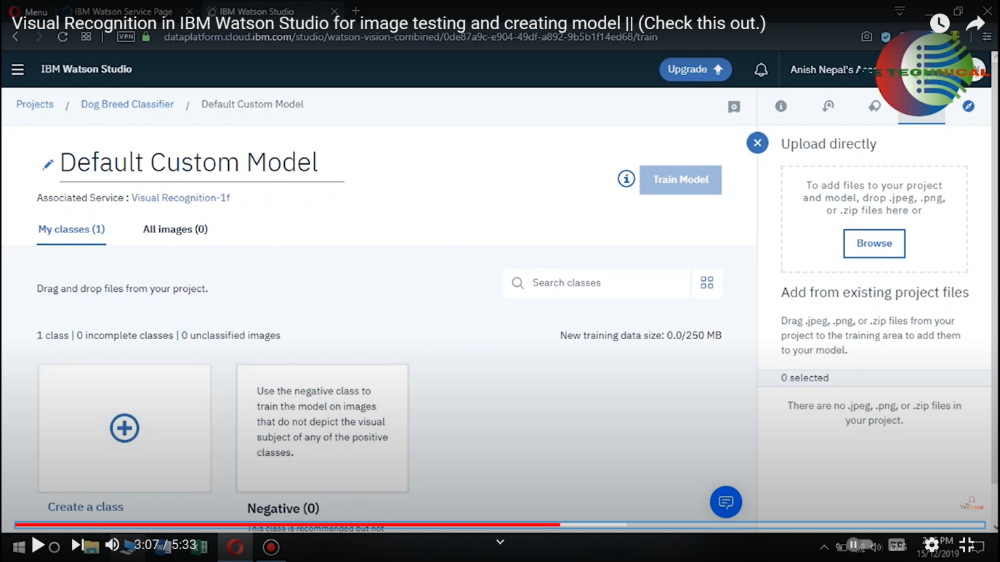 Menu
IBM Watson Service Page
IBM Watson Studio
Visual Recognition in IBM Watson Studio for image testing and creating model || (Check this out.)
VPN
dataplatform.cloud.ibm.com/studio/watson-vision-combined/0de87a9c-e904-49df-a892-9b5b1f14ed68/train
IBM Watson Studio
Upgrade
Anish Nepal's
TECHNICAL
Projects / Dog Breed Classifier / Default Custom Model
Default Custom Model
Train Model
Associated Service : Visual Recognition-1f
My classes (1)
All images (0)
Drag and drop files from your project.
Search classes
1 class | 0 incomplete classes | 0 unclassified images
New training data size: 0.0/250 MB
Use the negative class to
train the model on images
that do not depict the visual
subject of any of the positive
classes.
Create a class
Negative (0)
This class is recommended but not
Upload directly
To add files to your project
and model, drop .jpeg, .png,
or .zip files here or
Browse
Add from existing project files
Drag .jpeg, .png, or .zip files from your
project to the training area to add them
to your model.
0 selected
There are no .jpeg, .png, or .zip files in
your project.
Technical
3:07 / 5:33
ENG
PM
15/12/2019